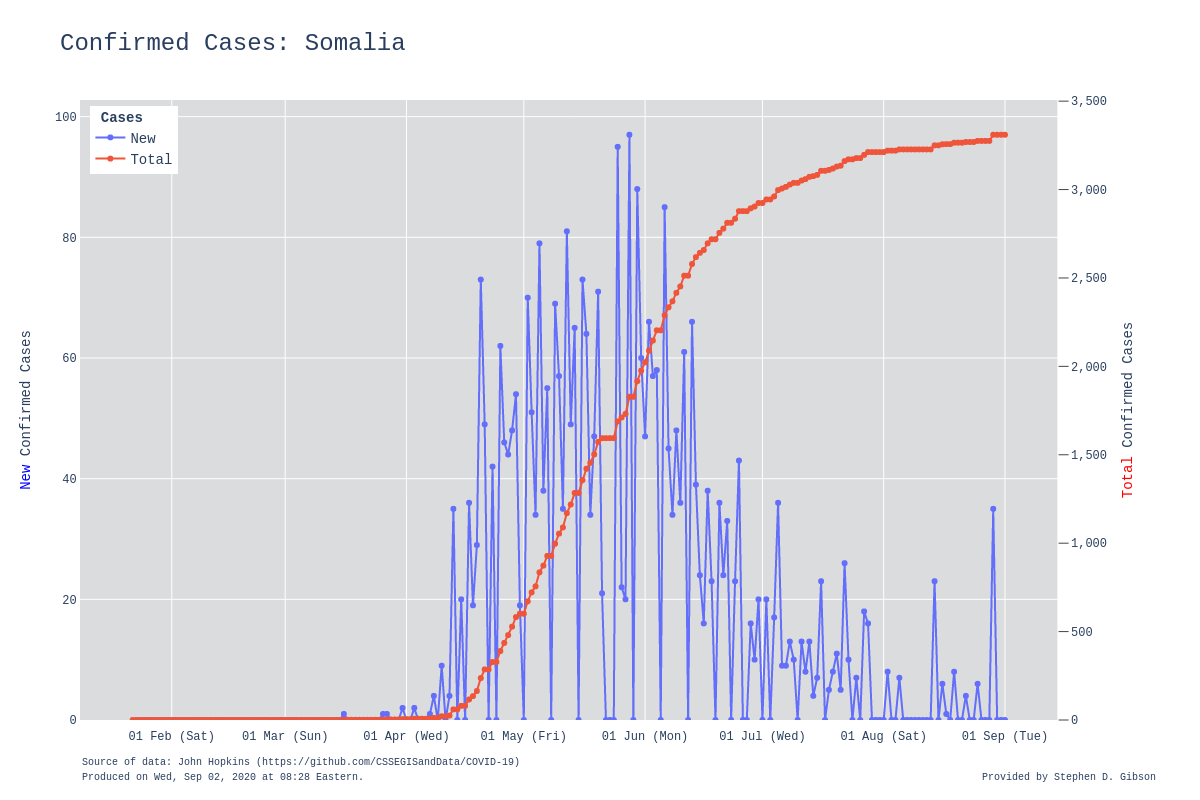 Confirmed Cases: Somalia
Cases
New
Total
100
80
60
40
20
0
3,500
3,000
2,500
2,000
1,500
1,000
500
0
New Confirmed Cases
Total Confirmed Cases
01 Feb (Sat) 01 Mar (Sun) 01 Apr (Wed) 01 May (Fri) 01 Jun (Mon) 01 Jul (Wed) 01 Aug (Sat) 01 Sep (Tue)
Source of data: John Hopkins (https://github.com/CSSEGISandData/COVID-19)
Produced on Wed, Sep 02, 2020 at 08:28 Eastern.
Provided by Stephen D. Gibson